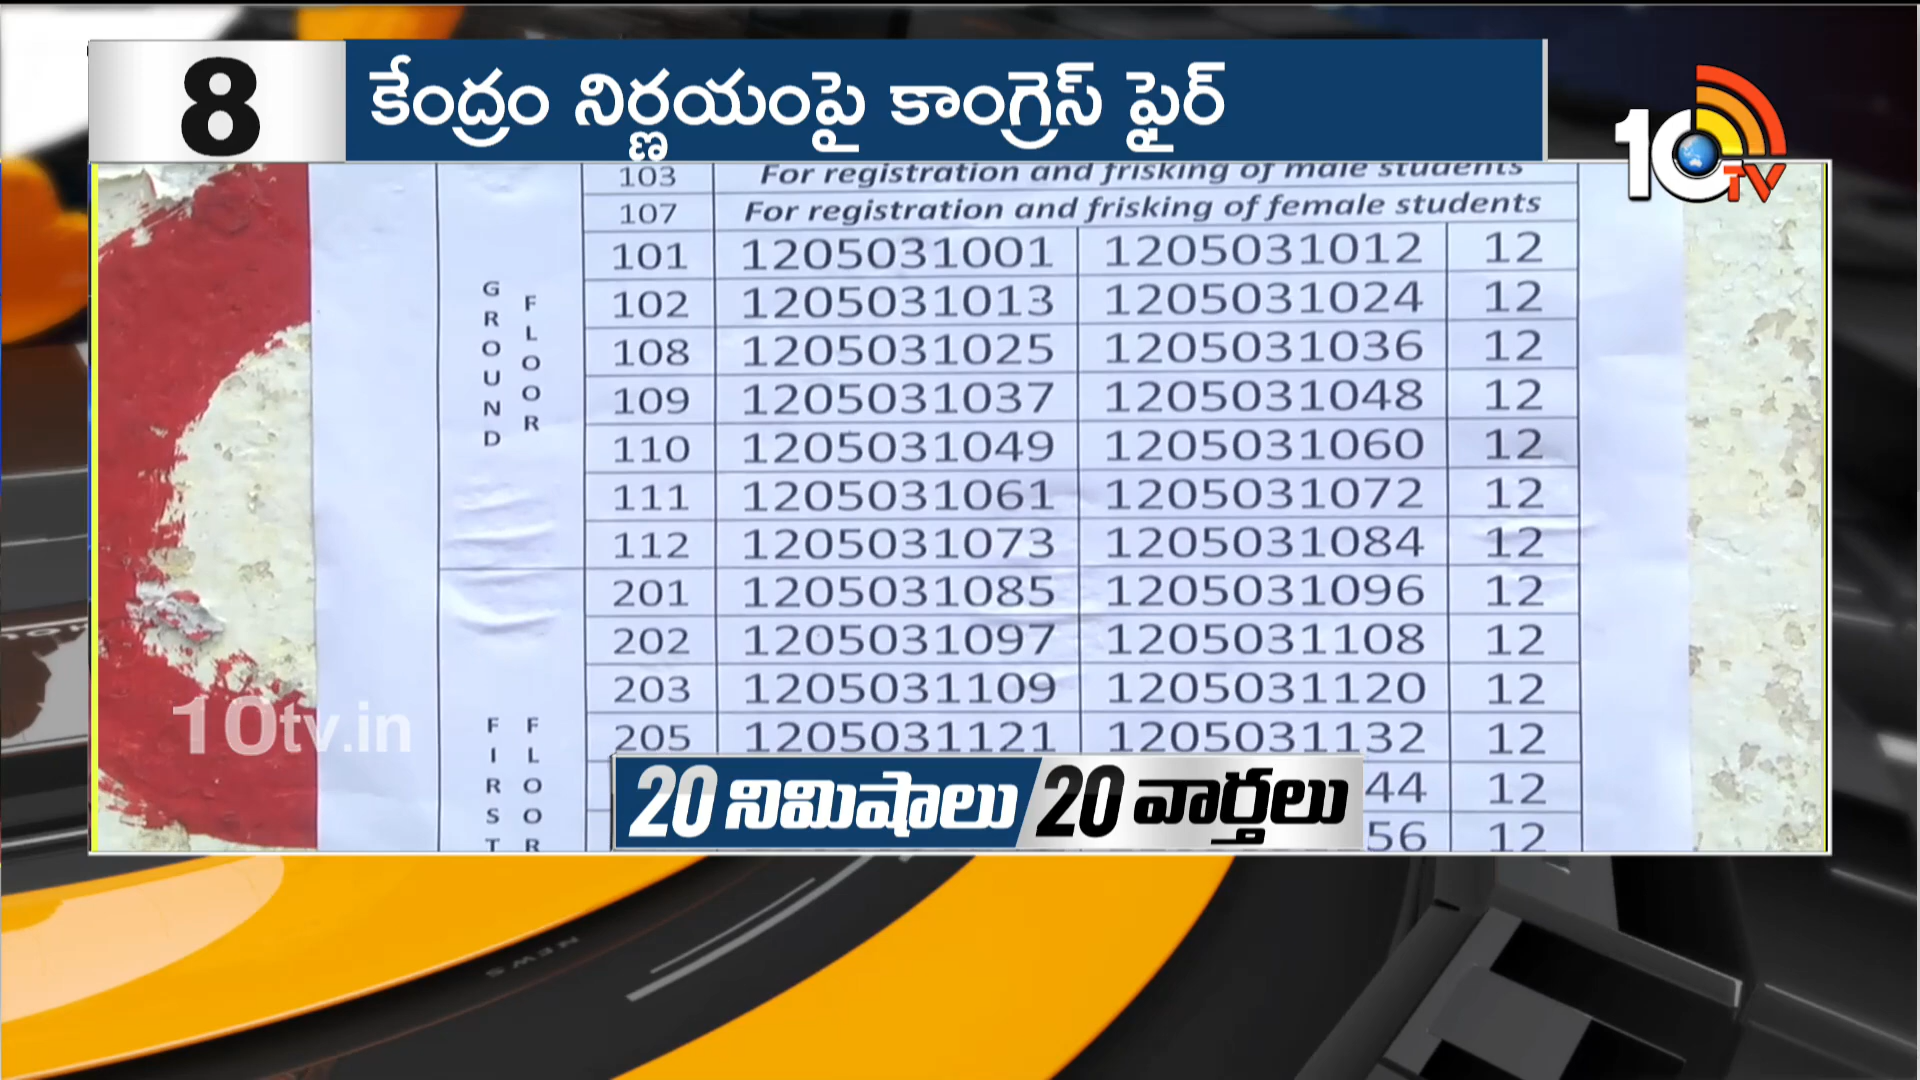 8 కేంద్రం నిర్ణయంపై కాంగ్రెస్ ఫైర్
10TV
103 For registration and frisking of male students
107 For registration and frisking of female students
GROUND FLOOR
101 1205031001 1205031012 12
102 1205031013 1205031024 12
108 1205031025 1205031036 12
109 1205031037 1205031048 12
110 1205031049 1205031060 12
111 1205031061 1205031072 12
112 1205031073 1205031084 12
FIRST FLOOR
201 1205031085 1205031096 12
202 1205031097 1205031108 12
203 1205031109 1205031120 12
205 1205031121 1205031132 12
44 12
56 12
10tv.in
20 నిమిషాలు 20 వార్తలు
NEWS